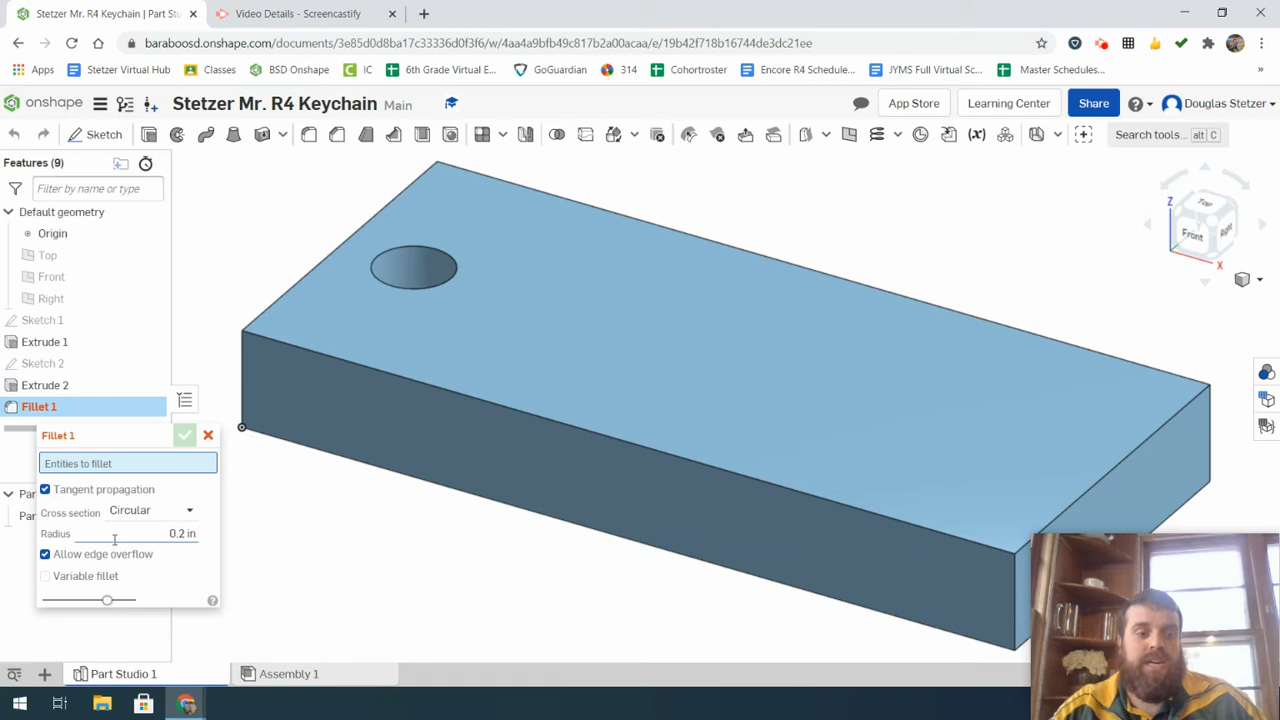 Stetzer Mr. R4 Keychain | Part Stu
Video Details - Screencastify
baraboosd.onshape.com/documents/3e85d0d8ba17c33336d0f3f6/w/4aa4a9bfb49c817b2a00acaa/e/19b42f718b16744de3dc21ee
Apps
Stetzer Virtual Hub
Classes
BSD Onshape
IC
6th Grade Virtual E...
GoGuardian
314
Cohortroster
Encore R4 Schedule...
JYMS Full Virtual Sc...
Master Schedules...
onshape
Stetzer Mr. R4 Keychain Main
App Store
Learning Center
Share
Douglas Stetzer
Sketch
(x)
Search tools...
alt C
Features (9)
Filter by name or type
Default geometry
Origin
Top
Front
Right
Sketch 1
Extrude 1
Sketch 2
Extrude 2
Fillet 1
Fillet 1
Entities to fillet
Tangent propagation
Cross section Circular
Radius 0.2 in
Allow edge overflow
Variable fillet
Par
Par
Z
Top
Front
Right
X
Part Studio 1
Assembly 1